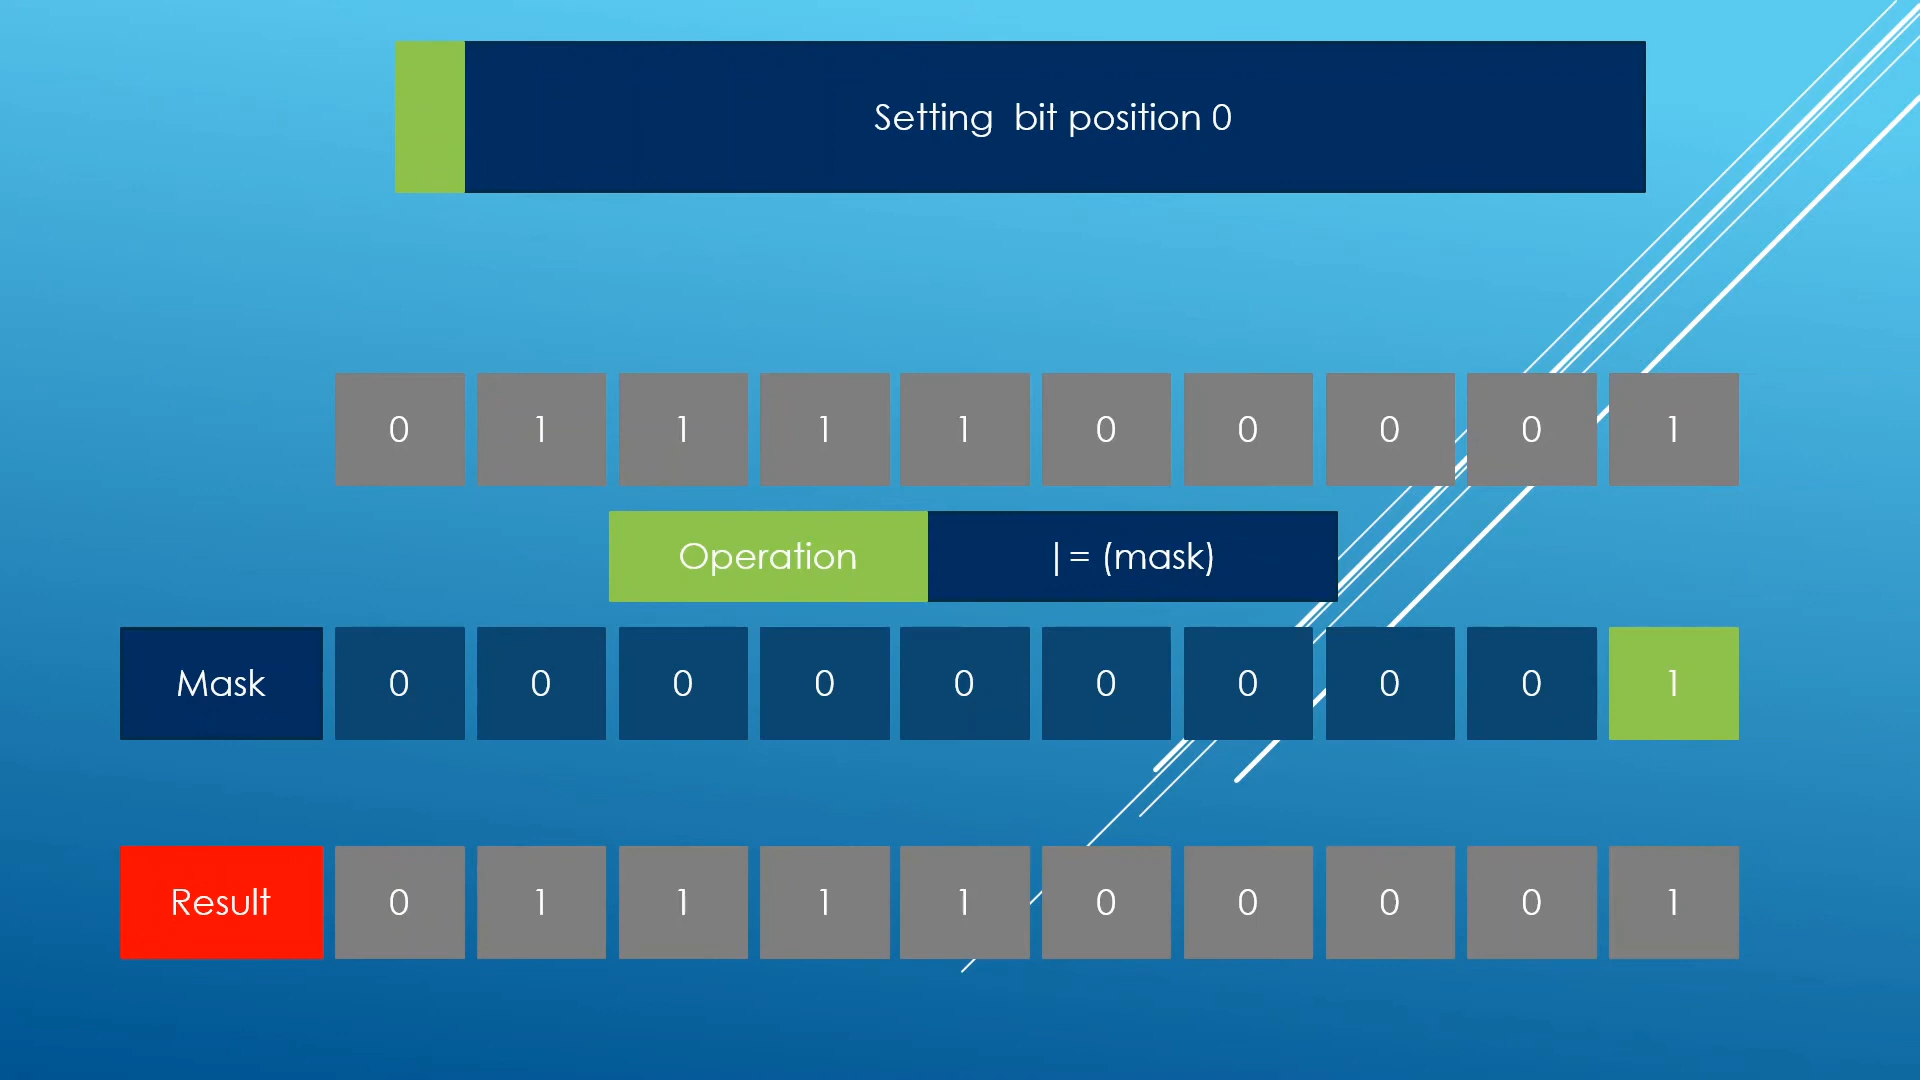 Setting  bit position 0
0 1 1 1 1 0 0 0 0 1
Operation |= (mask)
Mask 0 0 0 0 0 0 0 0 0 1
Result 0 1 1 1 1 0 0 0 0 1